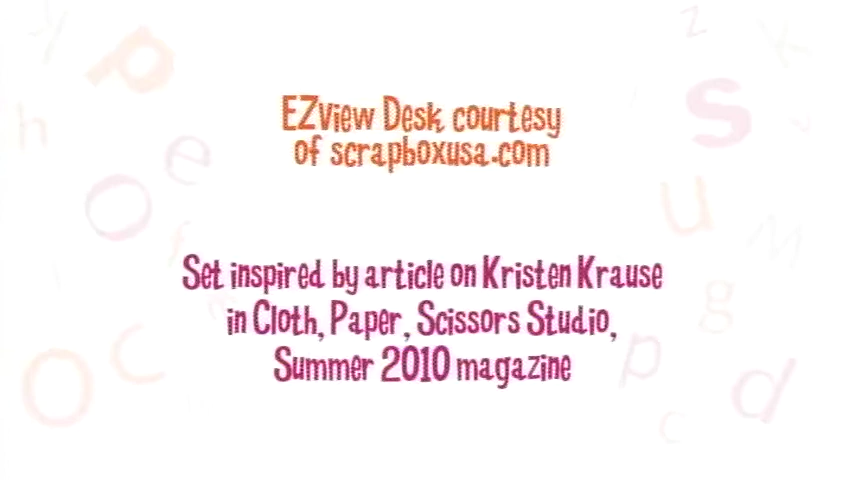 EZview Desk courtesy
of scrapboxusa.com
Set inspired by article on Kristen Krause
in Cloth, Paper, Scissors Studio,
Summer 2010 magazine